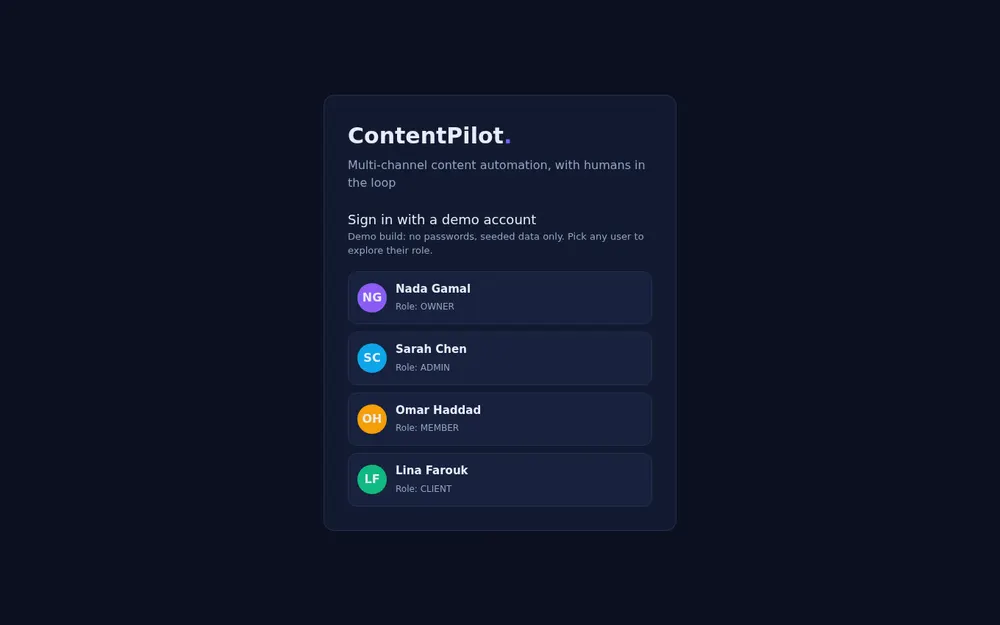 ContentPilot.
Multi-channel content automation, with humans in
the loop
Sign in with a demo account
Demo build: no passwords, seeded data only. Pick any user to
explore their role.
NG
Nada Gamal
Role: OWNER
SC
Sarah Chen
Role: ADMIN
OH
Omar Haddad
Role: MEMBER
LF
Lina Farouk
Role: CLIENT